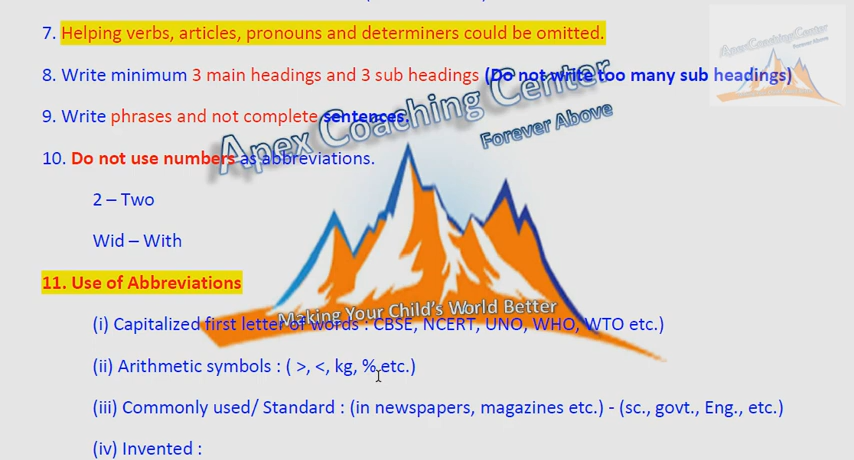 7. Helping verbs, articles, pronouns and determiners could be omitted.
ApexCoachingCenter
Forever Above
8. Write minimum 3 main headings and 3 sub headings (Do not write too many sub headings)
Apex Coaching Center
Forever Above
9. Write phrases and not complete sentences.
10. Do not use numbers as abbreviations.
2 – Two
Wid – With
11. Use of Abbreviations
Making Your Child's World Better
(i) Capitalized first letter of words : CBSE, NCERT, UNO, WHO, WTO etc.)
(ii) Arithmetic symbols : ( >, <, kg, % etc.)
(iii) Commonly used/ Standard : (in newspapers, magazines etc.) - (sc., govt., Eng., etc.)
(iv) Invented :